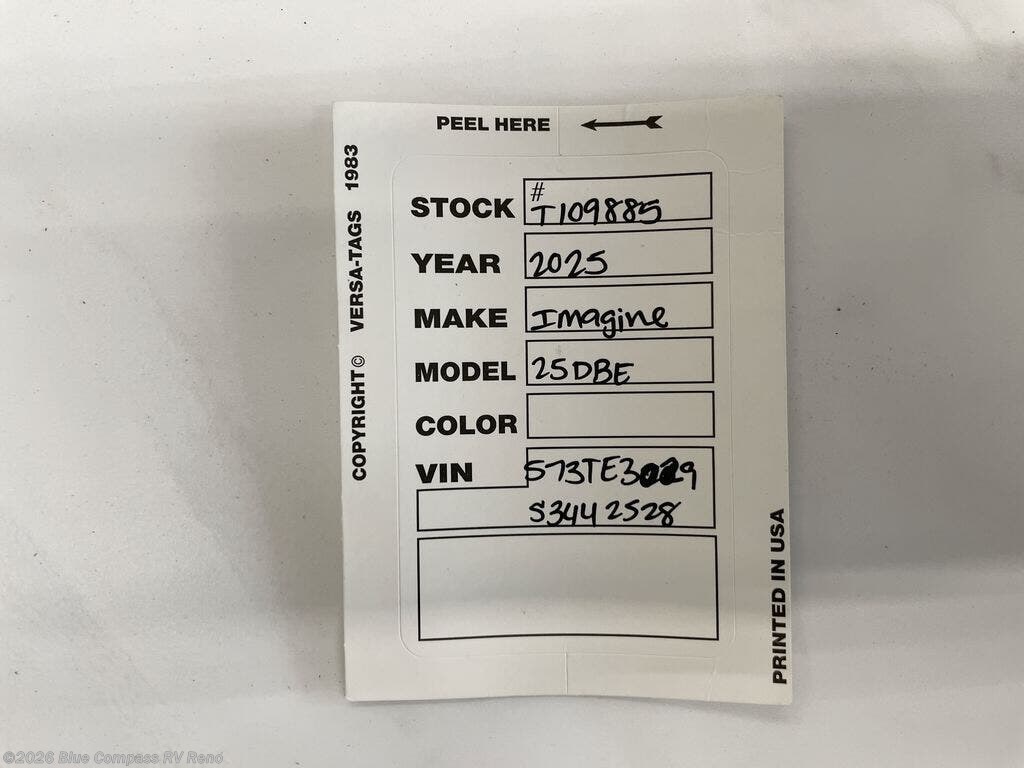 PEEL HERE
STOCK # T109885
YEAR 2025
MAKE Imagine
MODEL 25DBE
COLOR
VIN
S3442528
COPYRIGHT © VERSA-TAGS 1983
PRINTED IN USA
©2026 Blue Compass RV Reno